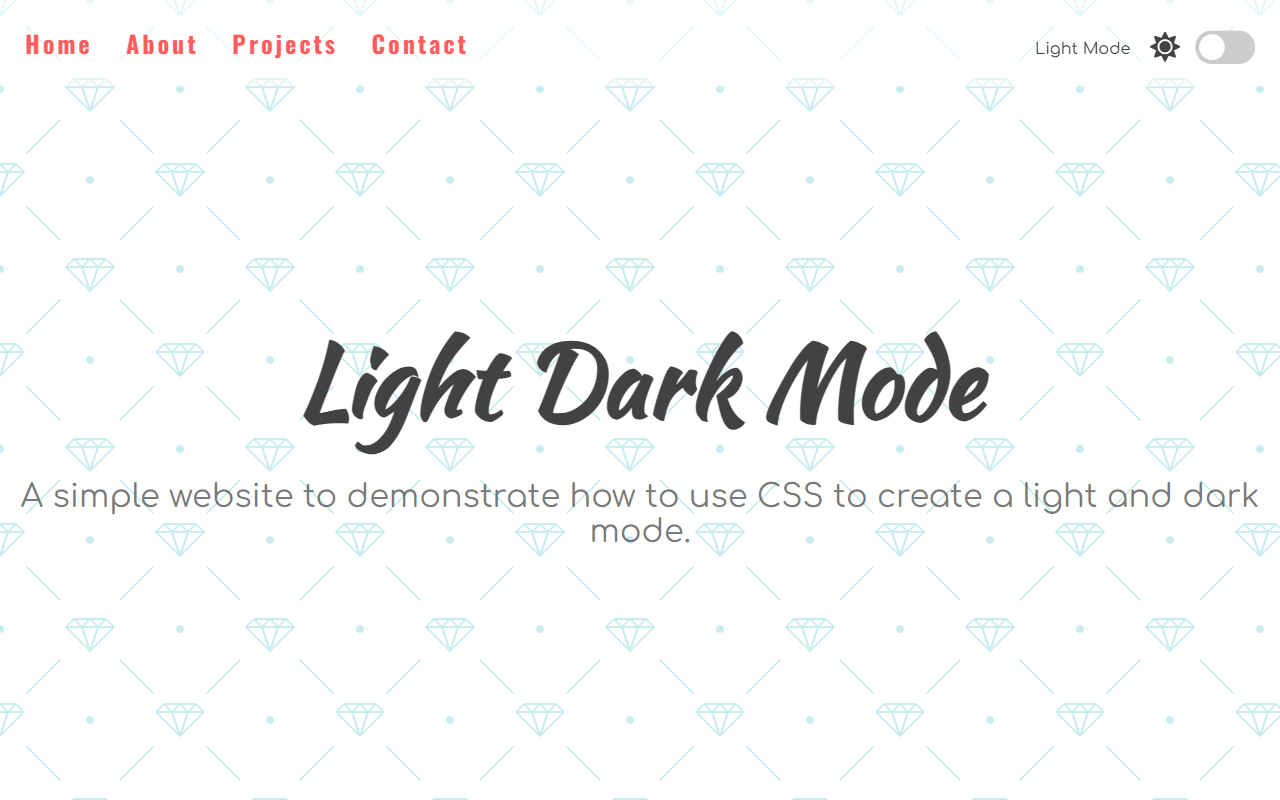 Home About Projects Contact Light Mode
Light Dark Mode
A simple website to demonstrate how to use CSS to create a light and dark
mode.